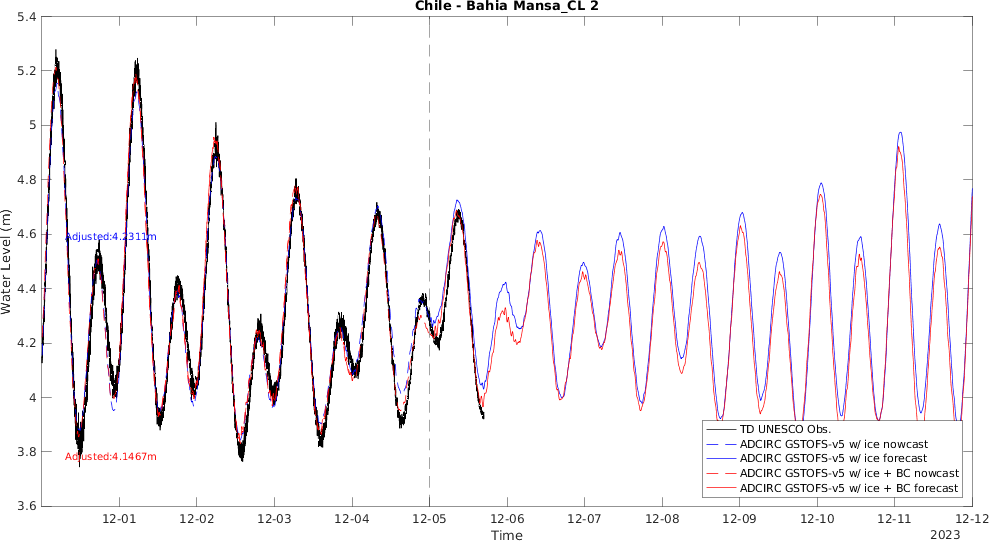 Chile - Bahia Mansa_CL 2
5.4
5.2
5
4.8
4.6
4.4
4.2
4
3.8
3.6
Water Level (m)
Adjusted:4.2311m
Adjusted:4.1467m
TD UNESCO Obs.
ADCIRC GSTOFS-v5 w/ ice nowcast
ADCIRC GSTOFS-v5 w/ ice forecast
ADCIRC GSTOFS-v5 w/ ice + BC nowcast
ADCIRC GSTOFS-v5 w/ ice + BC forecast
12-01 12-02 12-03 12-04 12-05 12-06 12-07 12-08 12-09 12-10 12-11 12-12
Time
2023